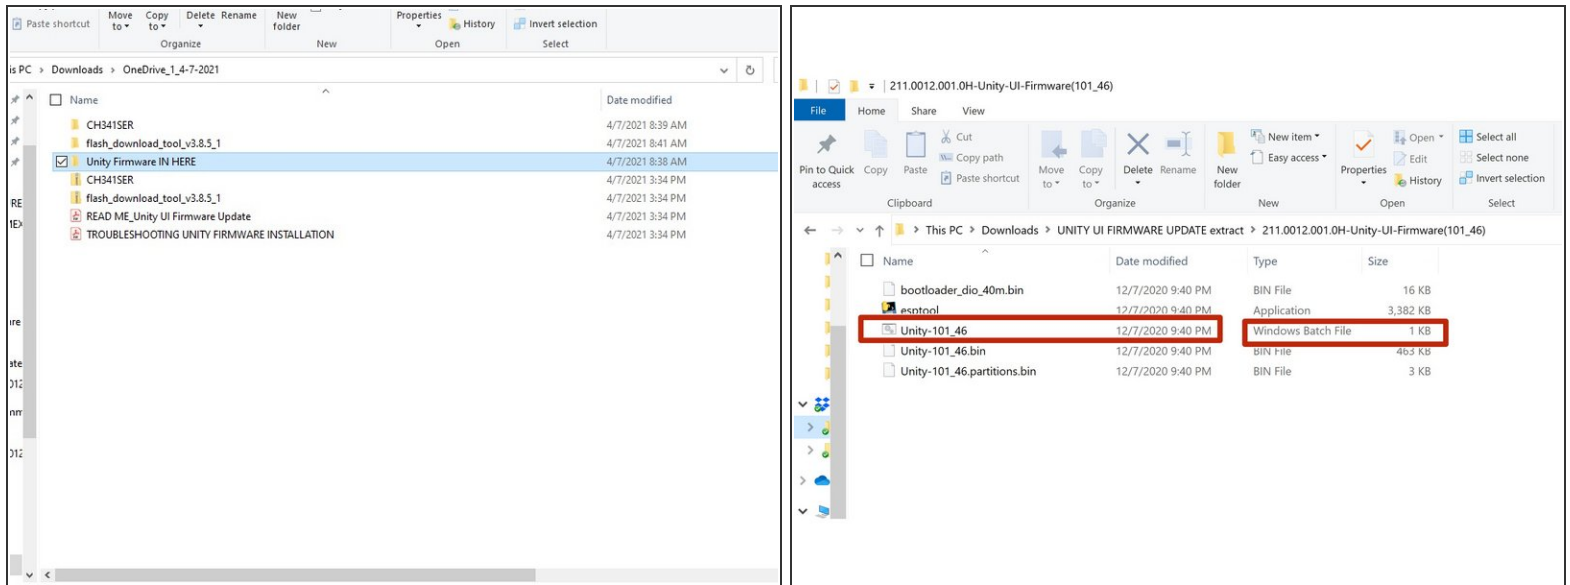 Paste shortcut
Move to
Copy to
Delete
Rename
New folder
Properties
History
Invert selection
Organize
New
Open
Select
is PC > Downloads > OneDrive_1_4-7-2021
Name Date modified
CH341SER 4/7/2021 8:39 AM
flash_download_tool_v3.8.5_1 4/7/2021 8:41 AM
Unity Firmware IN HERE 4/7/2021 8:38 AM
CH341SER 4/7/2021 3:34 PM
flash_download_tool_v3.8.5_1 4/7/2021 3:34 PM
READ ME_Unity UI Firmware Update 4/7/2021 3:34 PM
TROUBLESHOOTING UNITY FIRMWARE INSTALLATION 4/7/2021 3:34 PM
RE
ire
ate
012
nm
012
211.0012.001.0H-Unity-UI-Firmware(101_46)
File Home Share View
Pin to Quick access
Copy
Paste
Cut
Copy path
Paste shortcut
Move to
Copy to
Delete
Rename
New folder
New item
Easy access
Properties
Open
Edit
History
Select all
Select none
Invert selection
Clipboard
Organize
New
Open
Select
> This PC > Downloads > UNITY UI FIRMWARE UPDATE extract > 211.0012.001.0H-Unity-UI-Firmware(101_46)
Name Date modified Type Size
bootloader_dio_40m.bin 12/7/2020 9:40 PM BIN File 16 KB
esptool 12/7/2020 9:40 PM Application 3,382 KB
Unity-101_46 12/7/2020 9:40 PM Windows Batch File 1 KB
Unity-101_46.bin 12/7/2020 9:40 PM BIN File 463 KB
Unity-101_46.partitions.bin 12/7/2020 9:40 PM BIN File 3 KB